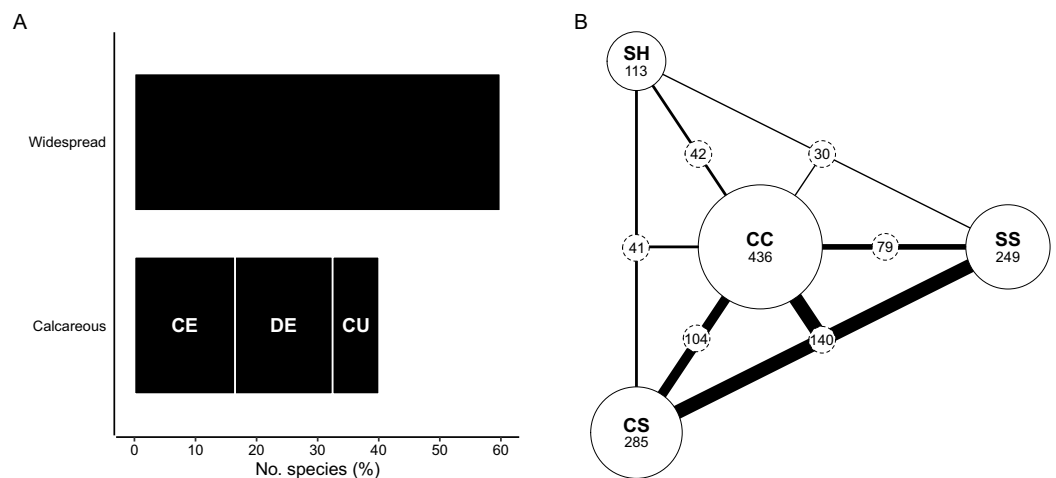 A
Widespread
Calcareous
CE DE CU
0 10 20 30 40 50 60
No. species (%)
B
SH
113
42
30
41
CC
436
79
SS
249
104
140
CS
285